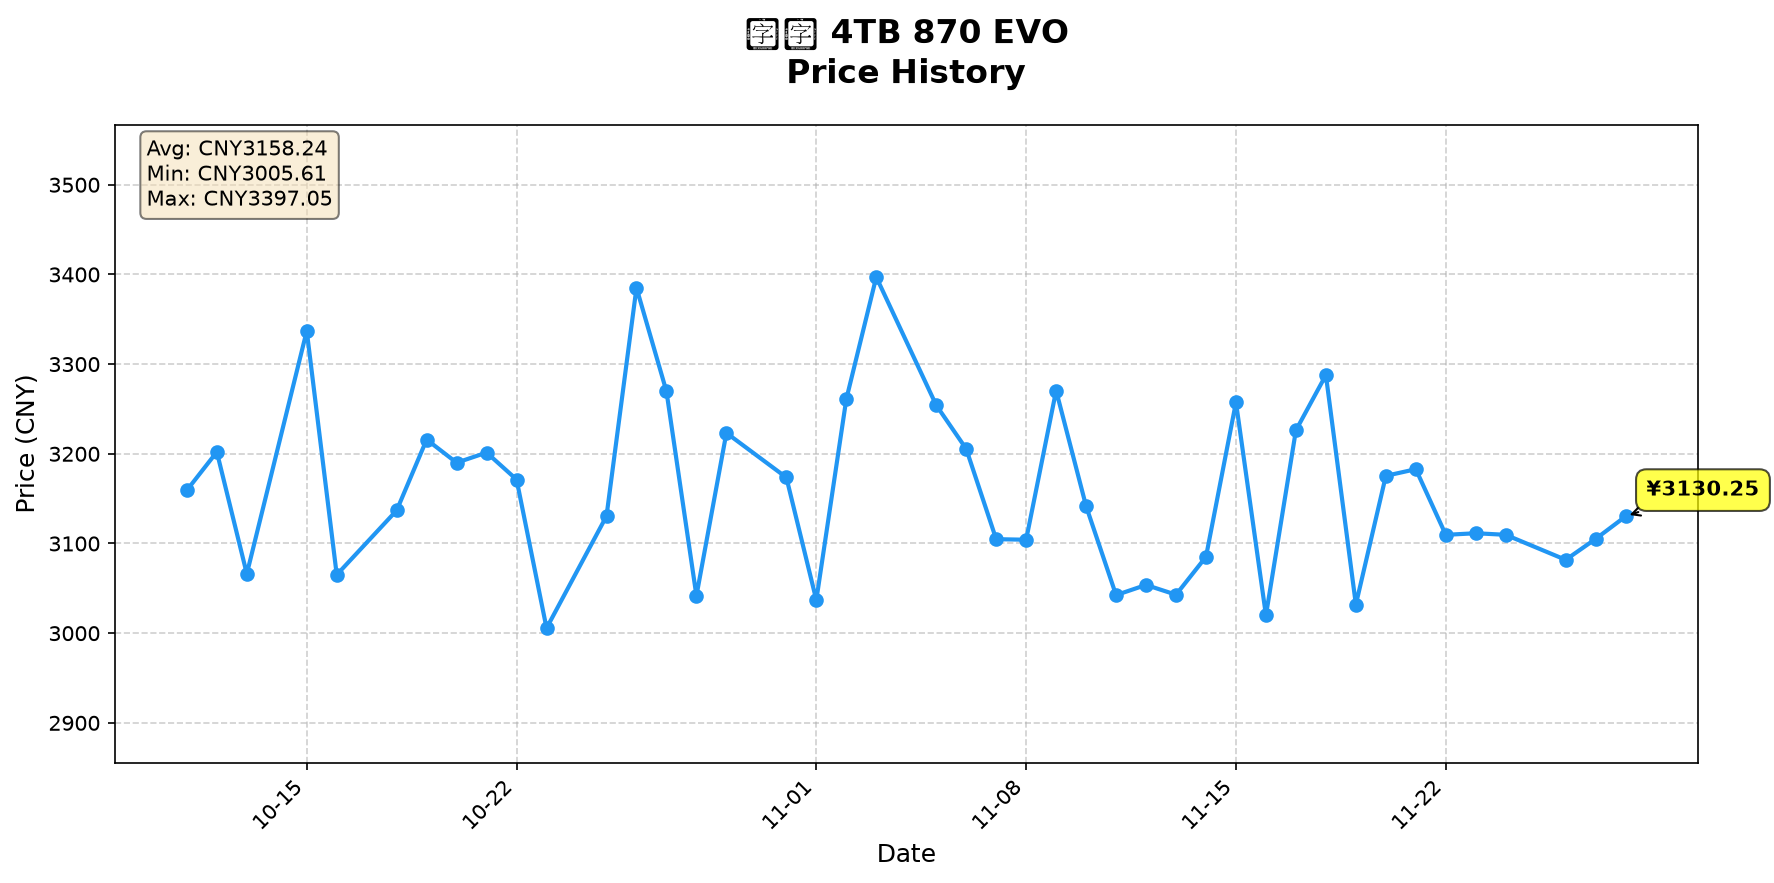 4TB 870 EVO
Price History
Avg: CNY3158.24
Min: CNY3005.61
Max: CNY3397.05
3500
3400
3300
3200
3100
3000
2900
Price (CNY)
¥3130.25
10-15
10-22
11-01
11-08
11-15
11-22
Date